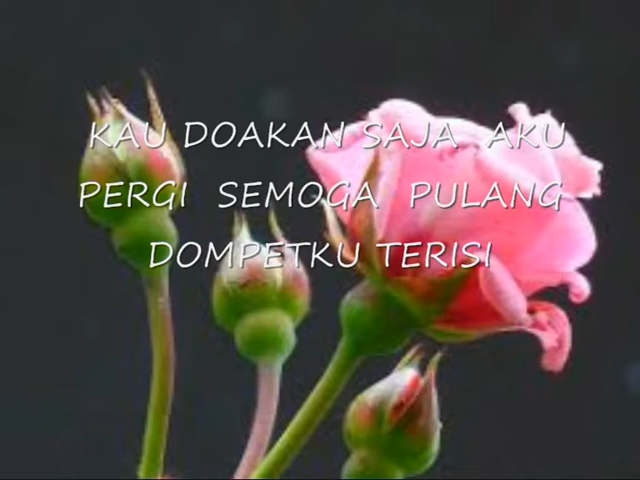 KAU DOAKAN SAJA AKU
PERGI SEMOGA PULANG
DOMPETKU TERISI